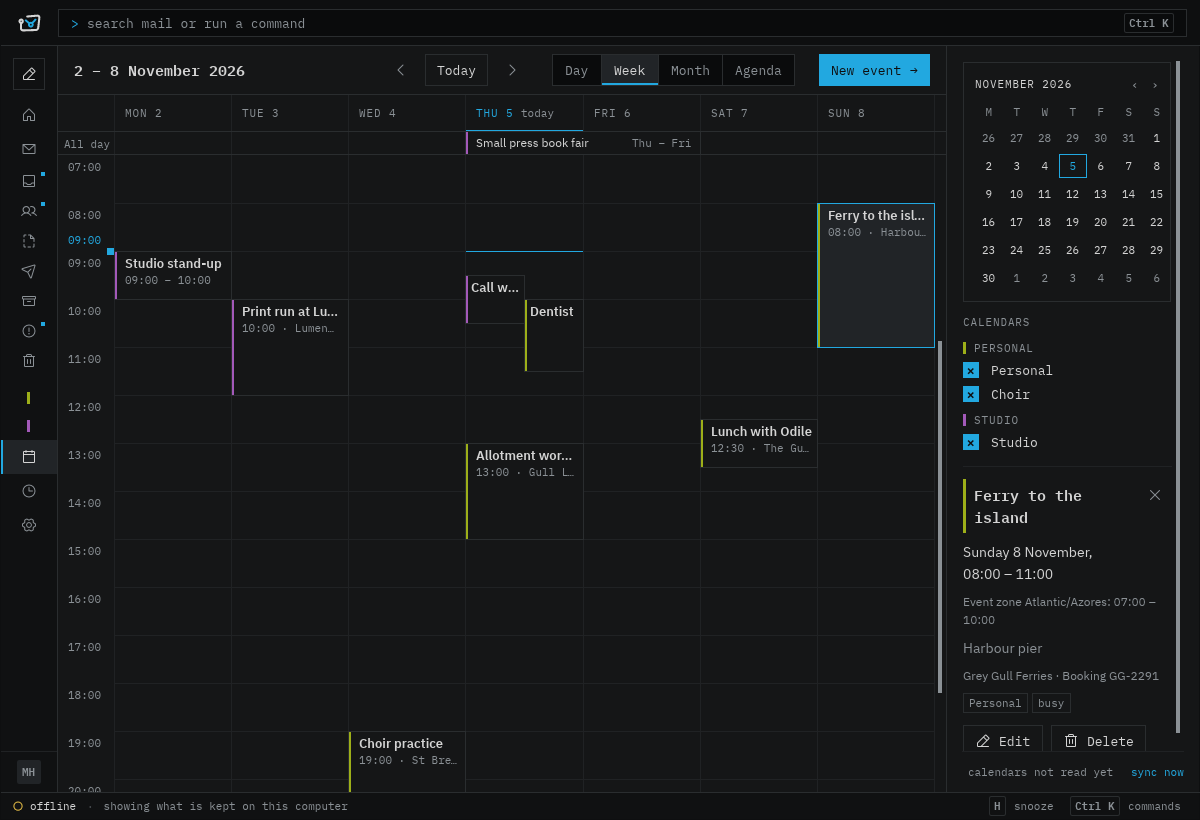 > search mail or run a command Ctrl K
2 – 8 November 2026 Today Day Week Month Agenda New event →
MON 2 TUE 3 WED 4 THU 5 today FRI 6 SAT 7 SUN 8
All day Small press book fair Thu – Fri
07:00
08:00
09:00
09:00
10:00
11:00
12:00
13:00
14:00
15:00
16:00
17:00
18:00
19:00
20:00
Studio stand-up
09:00 – 10:00
Print run at Lu…
10:00 · Lumen…
Choir practice
19:00 · St Bre…
Call w…
Dentist
Allotment wor…
13:00 · Gull L…
Lunch with Odile
12:30 · The Gu…
Ferry to the isl…
08:00 · Harbou…
NOVEMBER 2026 ‹ ›
M T W T F S S
26 27 28 29 30 31 1
2 3 4 5 6 7 8
9 10 11 12 13 14 15
16 17 18 19 20 21 22
23 24 25 26 27 28 29
30 1 2 3 4 5 6
CALENDARS
PERSONAL
Personal
Choir
STUDIO
Studio
Ferry to the
island
Sunday 8 November,
08:00 – 11:00
Event zone Atlantic/Azores: 07:00 –
10:00
Harbour pier
Grey Gull Ferries · Booking GG-2291
Personal busy
Edit Delete
calendars not read yet sync now
MH
offline · showing what is kept on this computer H snooze Ctrl K commands